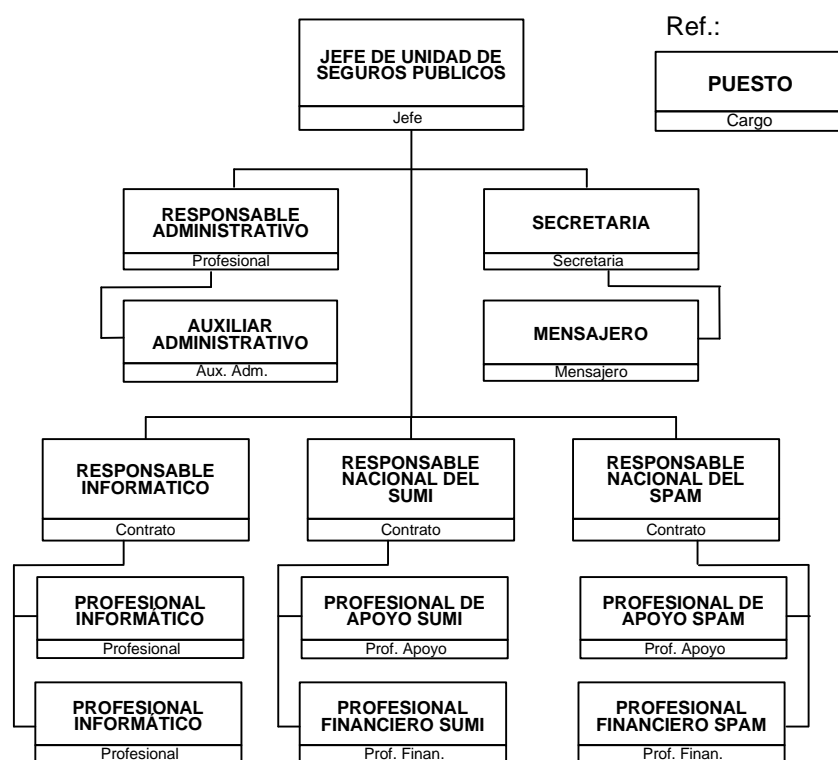 Ref.:
JEFE DE UNIDAD DE
SEGUROS PUBLICOS
Jefe
PUESTO
Cargo
RESPONSABLE
ADMINISTRATIVO
Profesional
SECRETARIA
Secretaria
AUXILIAR
ADMINISTRATIVO
Aux. Adm.
MENSAJERO
Mensajero
RESPONSABLE
INFORMATICO
Contrato
RESPONSABLE
NACIONAL DEL
SUMI
Contrato
RESPONSABLE
NACIONAL DEL
SPAM
Contrato
PROFESIONAL
INFORMÁTICO
Profesional
PROFESIONAL DE
APOYO SUMI
Prof. Apoyo
PROFESIONAL DE
APOYO SPAM
Prof. Apoyo
PROFESIONAL
INFORMÁTICO
Profesional
PROFESIONAL
FINANCIERO SUMI
Prof. Finan.
PROFESIONAL
FINANCIERO SPAM
Prof. Finan.